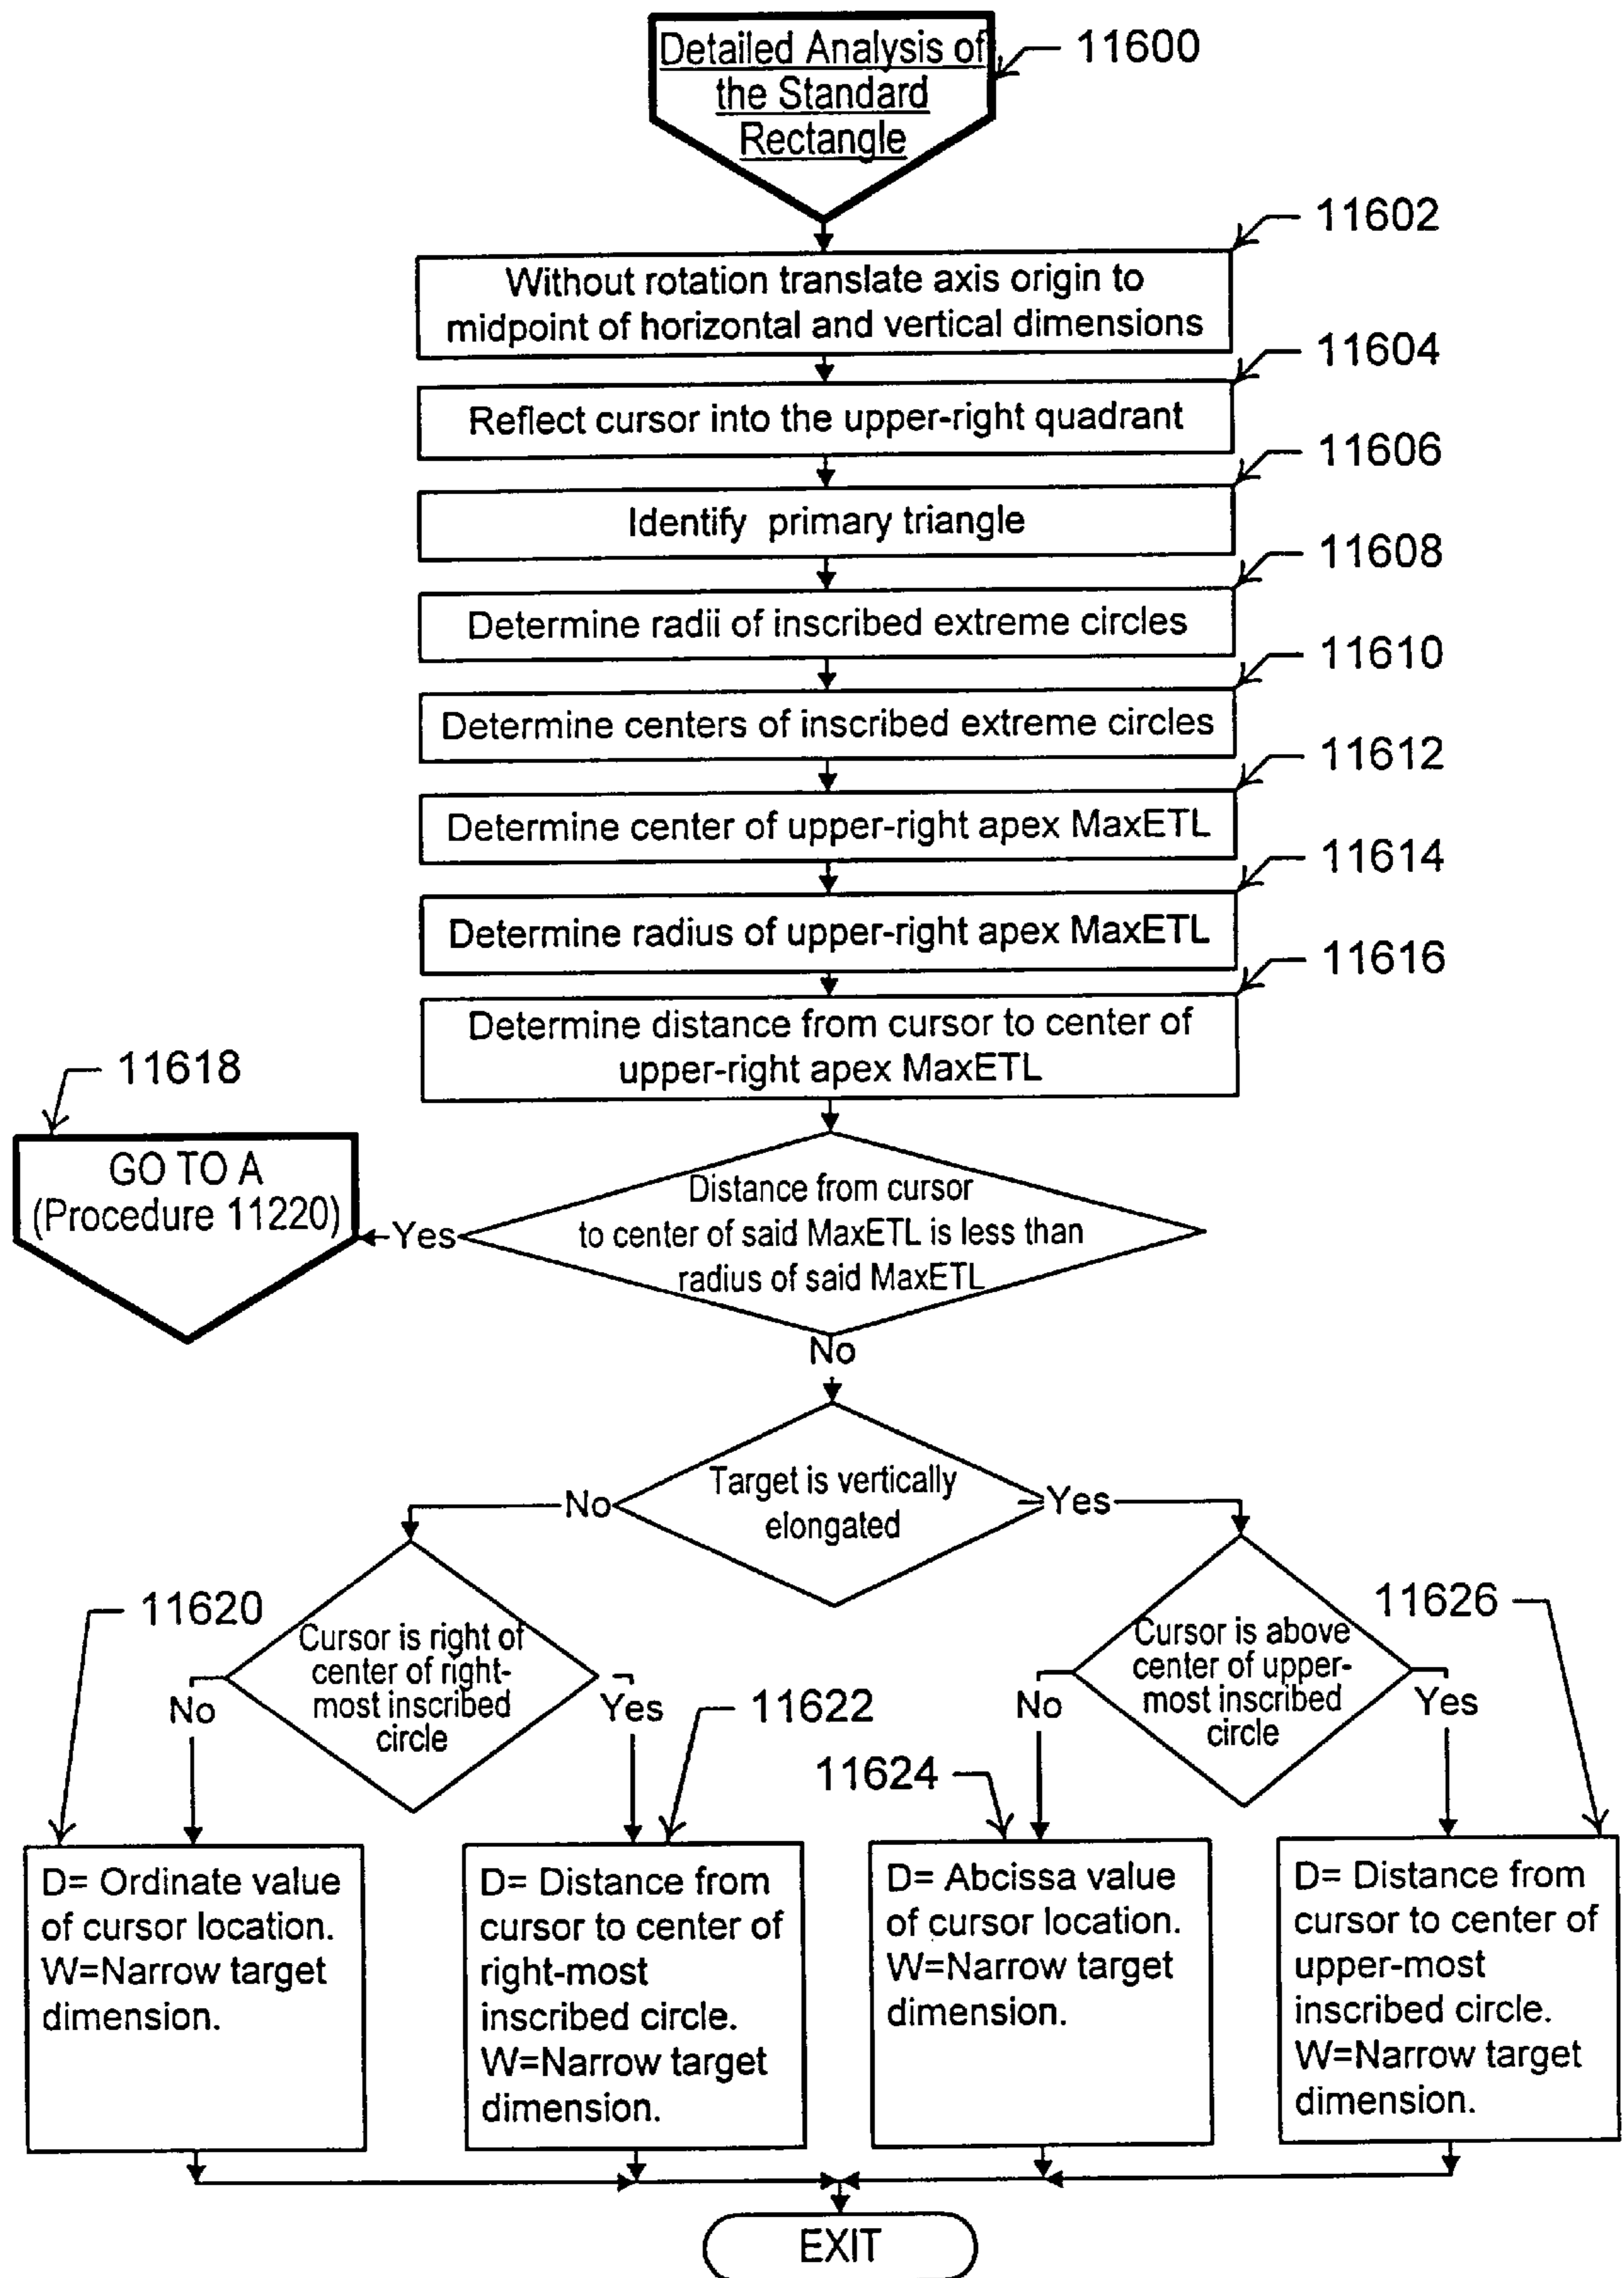 Detailed Analysis of
the Standard
Rectangle
11600
11602
Without rotation translate axis origin to
midpoint of horizontal and vertical dimensions
11604
Reflect cursor into the upper-right quadrant
11606
Identify primary triangle
11608
Determine radii of inscribed extreme circles
11610
Determine centers of inscribed extreme circles
11612
Determine center of upper-right apex MaxETL
11614
Determine radius of upper-right apex MaxETL
11616
Determine distance from cursor to center of
upper-right apex MaxETL
11618
GO TO A
(Procedure 11220)
Yes
Distance from cursor
to center of said MaxETL is less than
radius of said MaxETL
No
Target is vertically
elongated
No
Yes
11620
Cursor is right of
center of right-
most inscribed
circle
No
Yes
11622
11626
Cursor is above
center of upper-
most inscribed
circle
No
Yes
11624
D= Ordinate value
of cursor location.
W=Narrow target
dimension.
D= Distance from
cursor to center of
right-most
inscribed circle.
W=Narrow target
dimension.
D= Abcissa value
of cursor location.
W=Narrow target
dimension.
D= Distance from
cursor to center of
upper-most
inscribed circle.
W=Narrow target
dimension.
EXIT